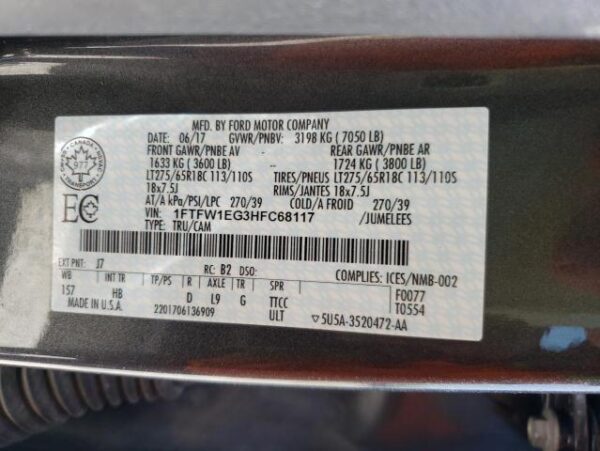 MFD. BY FORD MOTOR COMPANY
DATE: 06/17 GVWR/PNBV: 3198 KG ( 7050 LB)
FRONT GAWR/PNBE AV REAR GAWR/PNBE AR
1633 KG ( 3600 LB) -- 1724 KG ( 3800 LB)
LT275/65R18C 113/110S TIRES/PNEUS LT275/65R18C 113/110S
18x7.5J RIMS/JANTES 18x7.5J
AT/A kPa/PSI/LPC 270/39 COLD/A FROID 270/39
VIN: 1FTFW1EG3HFC68117 /JUMELEES
TYPE: TRU/CAM
CANADA
977
TRANSPORT
EC
EXT PNT: J7 RC: B2 DSO: COMPLIES: ICES/NMB-002
WB INT TR TP/PS R AXLE TR SPR F0077
157 HB D L9 G TTCC T0554
MADE IN U.S.A. 2201706136909 ULT ▽5U5A-3520472-AA